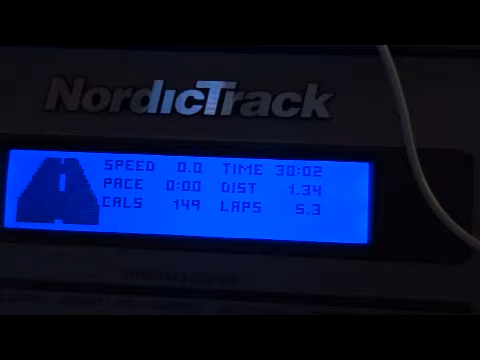 NordicTrack
SPEED 0.0 TIME 30:02
PACE 0:00 DIST 1.34
CALS 149 LAPS 5.3